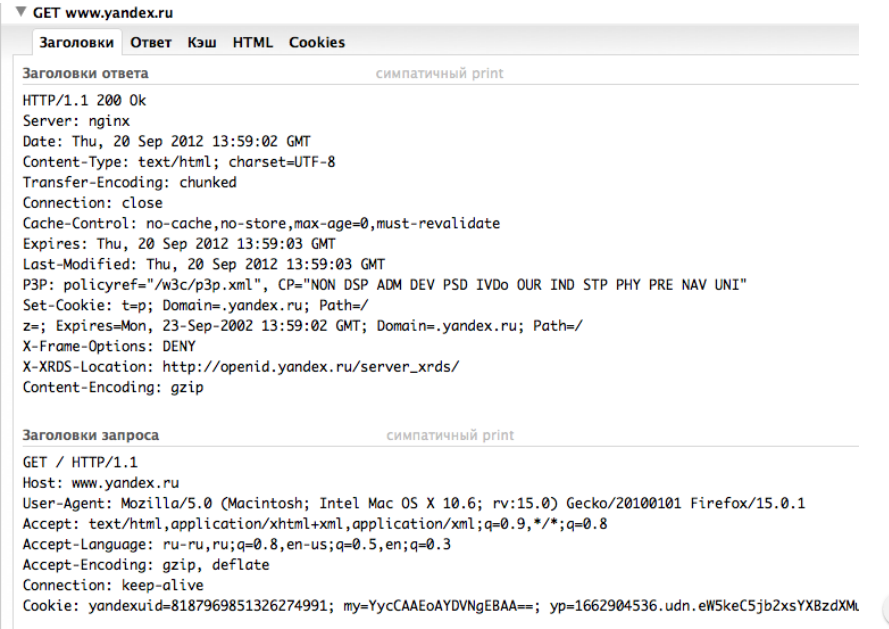 GET www.yandex.ru
Заголовки Ответ Кэш HTML Cookies
Заголовки ответа симпатичный print
HTTP/1.1 200 Ok
Server: nginx
Date: Thu, 20 Sep 2012 13:59:02 GMT
Content-Type: text/html; charset=UTF-8
Transfer-Encoding: chunked
Connection: close
Cache-Control: no-cache,no-store,max-age=0,must-revalidate
Expires: Thu, 20 Sep 2012 13:59:03 GMT
Last-Modified: Thu, 20 Sep 2012 13:59:03 GMT
P3P: policyref="/w3c/p3p.xml", CP="NON DSP ADM DEV PSD IVDo OUR IND STP PHY PRE NAV UNI"
Set-Cookie: t=p; Domain=.yandex.ru; Path=/
z=; Expires=Mon, 23-Sep-2002 13:59:02 GMT; Domain=.yandex.ru; Path=/
X-Frame-Options: DENY
X-XRDS-Location: http://openid.yandex.ru/server_xrds/
Content-Encoding: gzip
Заголовки запроса симпатичный print
GET / HTTP/1.1
Host: www.yandex.ru
User-Agent: Mozilla/5.0 (Macintosh; Intel Mac OS X 10.6; rv:15.0) Gecko/20100101 Firefox/15.0.1
Accept: text/html,application/xhtml+xml,application/xml;q=0.9,*/*;q=0.8
Accept-Language: ru-ru,ru;q=0.8,en-us;q=0.5,en;q=0.3
Accept-Encoding: gzip, deflate
Connection: keep-alive
Cookie: yandexuid=8187969851326274991; my=YycCAAEoAYDVNgEBAA==; yp=1662904536.udn.eW5keC5jb2xsYXBzdXM